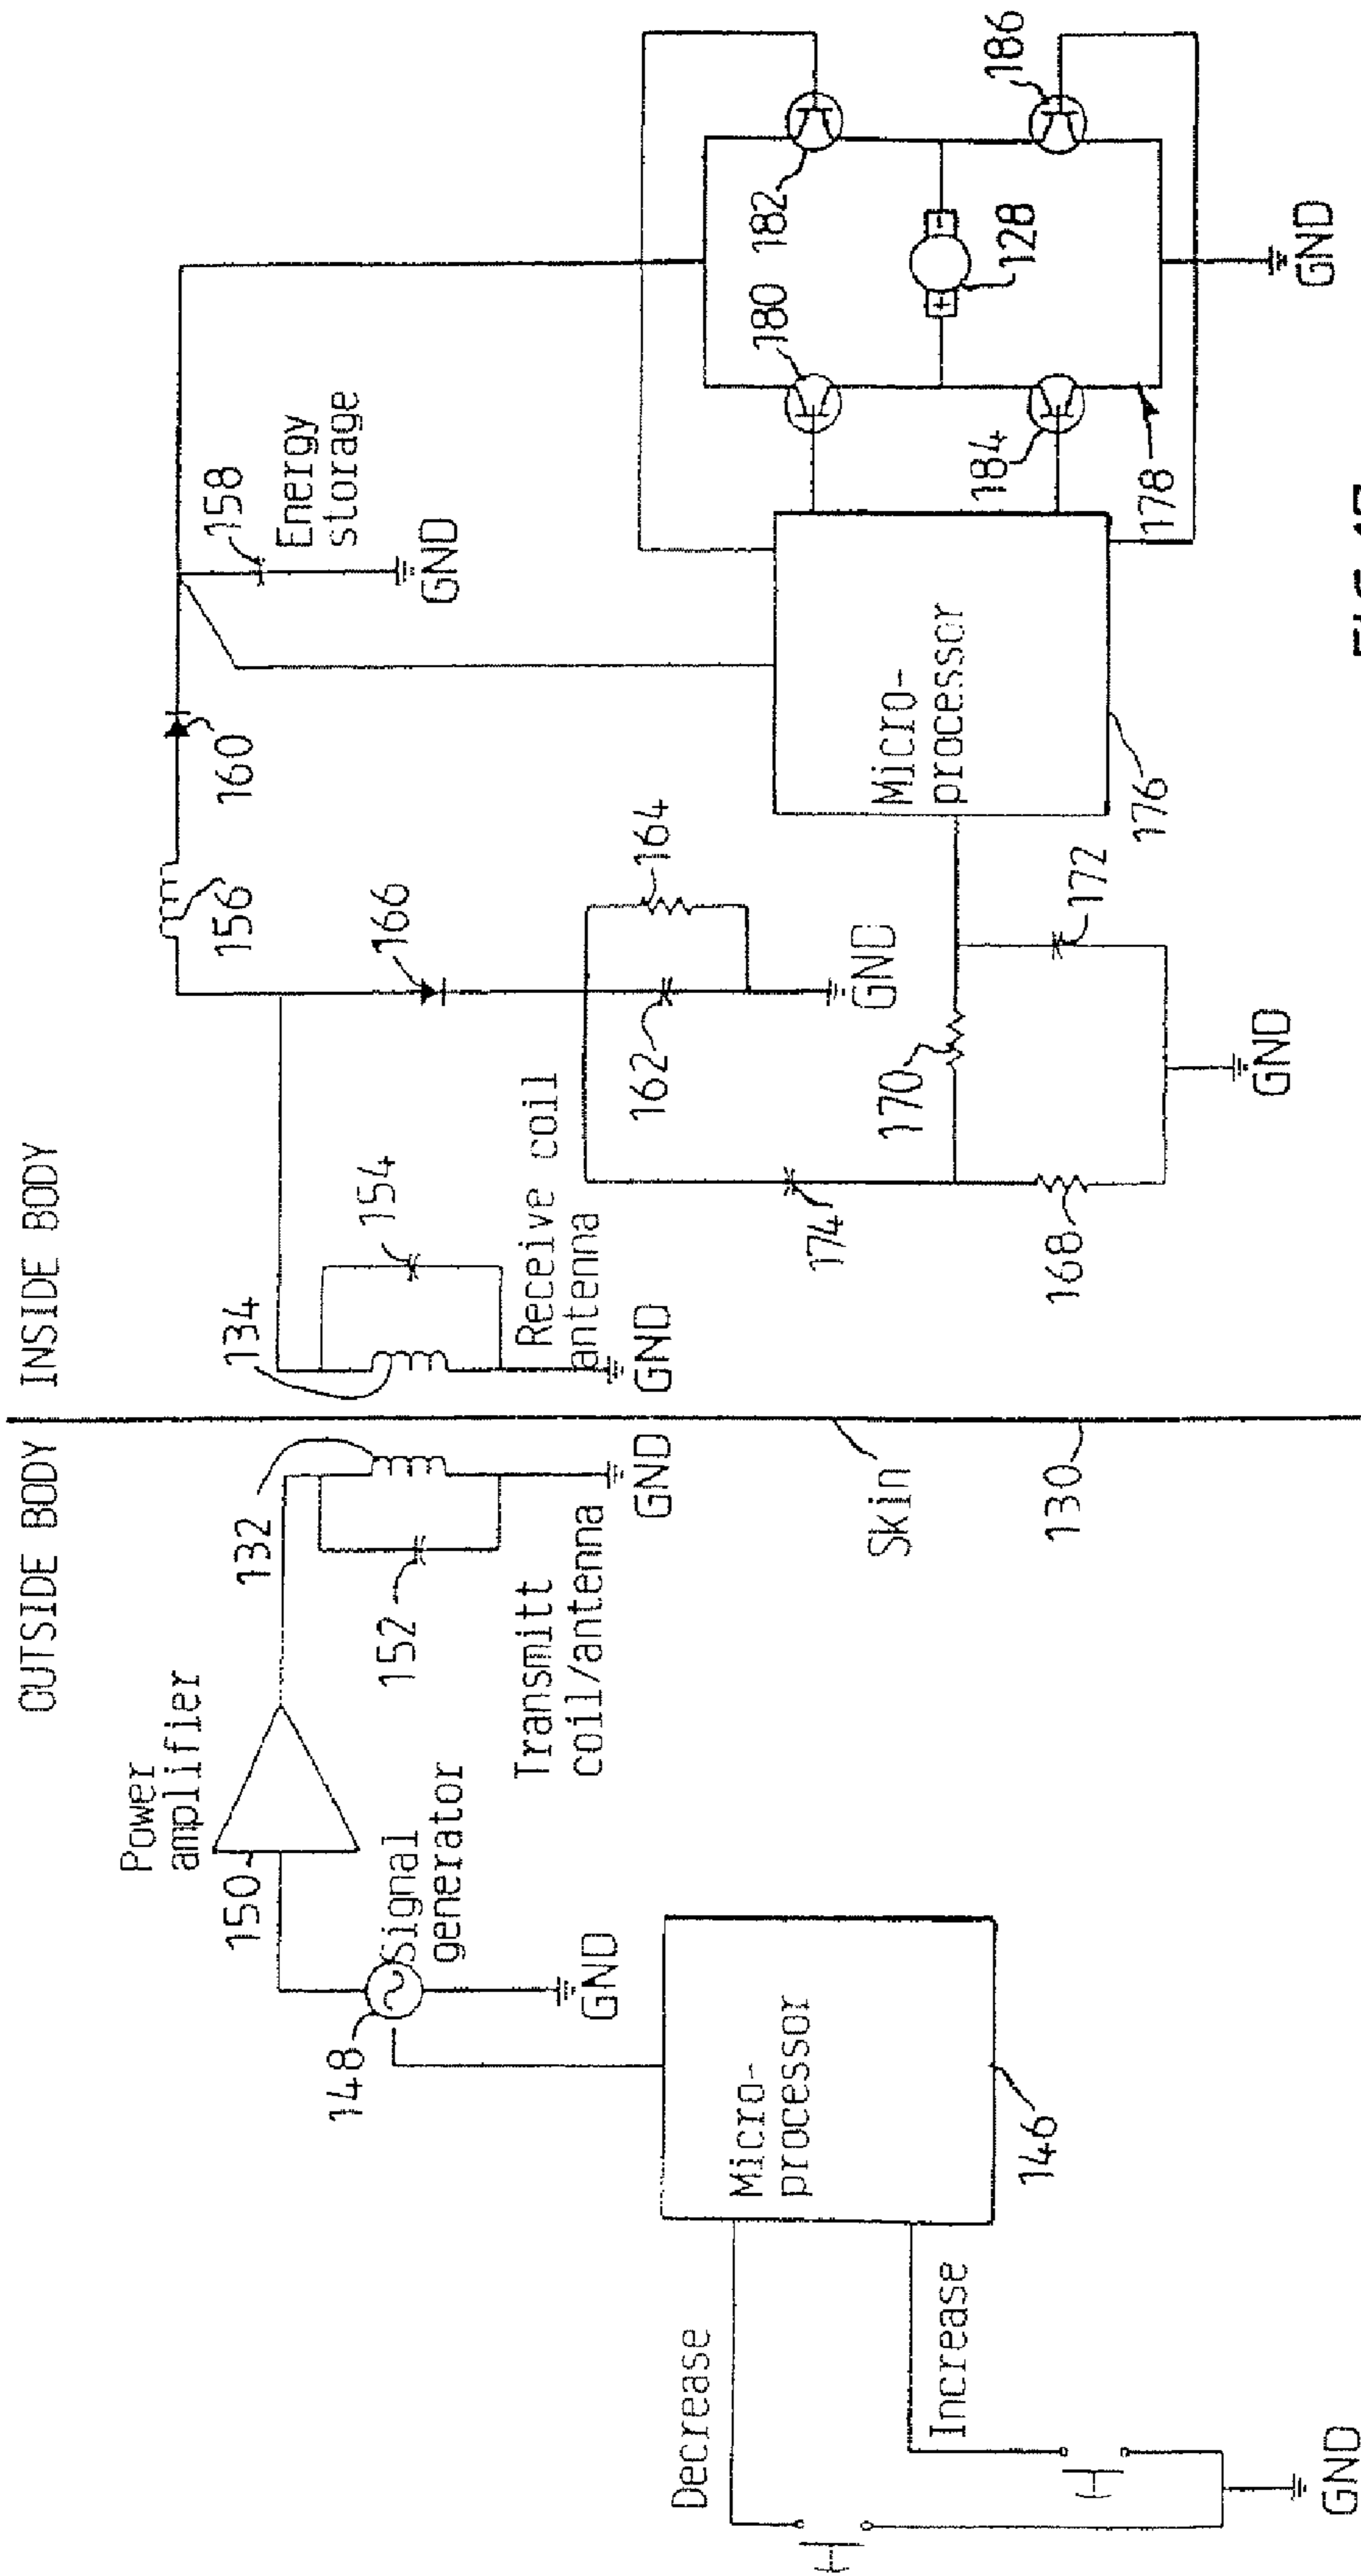 OUTSIDE BODY
INSIDE BODY
Power
amplifier
150
Signal
generator
148
GND
132
152
Transmitt
coil/antenna
GND
134
154
Receive coil
antenna
GND
Skin
130
Micro-
processor
146
Decrease
Increase
GND
156
160
158
Energy
storage
GND
166
164
162
GND
174
170
172
168
GND
Micro-
processor
176
180
182
184
186
128
178
GND